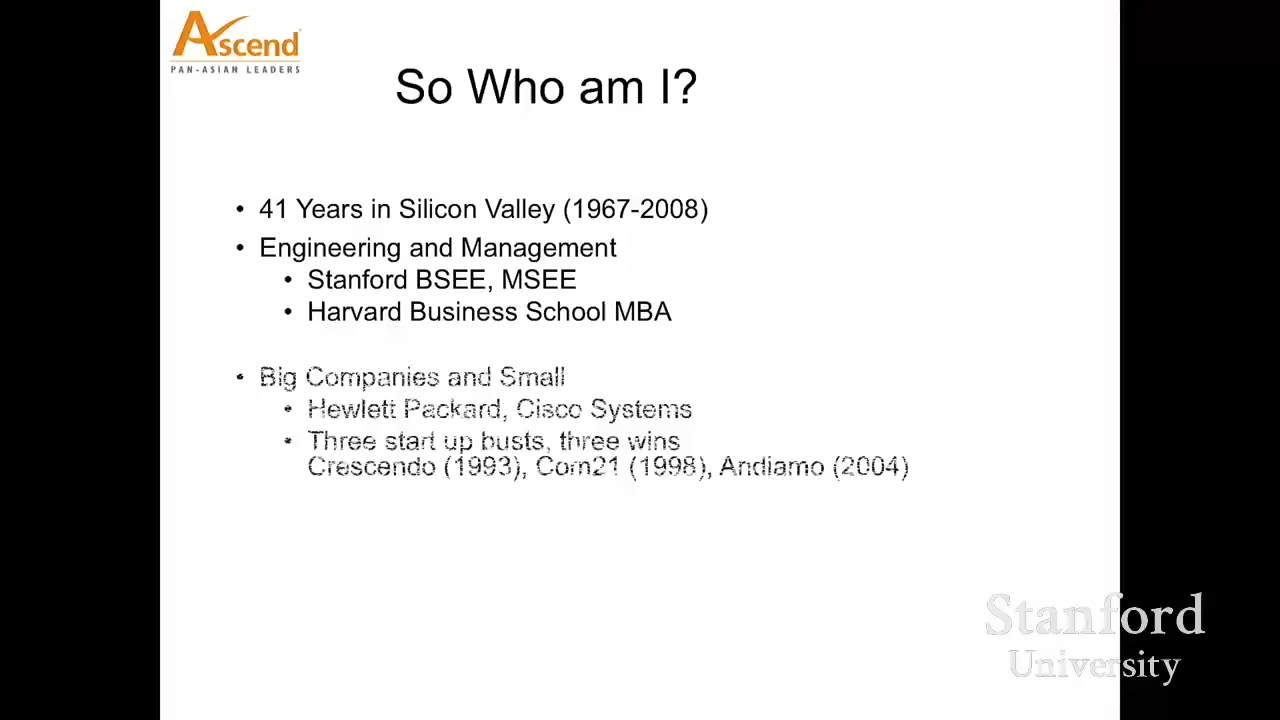 Ascend
PAN-ASIAN LEADERS
So Who am I?
• 41 Years in Silicon Valley (1967-2008)
• Engineering and Management
• Stanford BSEE, MSEE
• Harvard Business School MBA
• Big Companies and Small
• Hewlett Packard, Cisco Systems
• Three start up busts, three wins
Crescendo (1993), Com21 (1998), Andiamo (2004)
Stanford
University